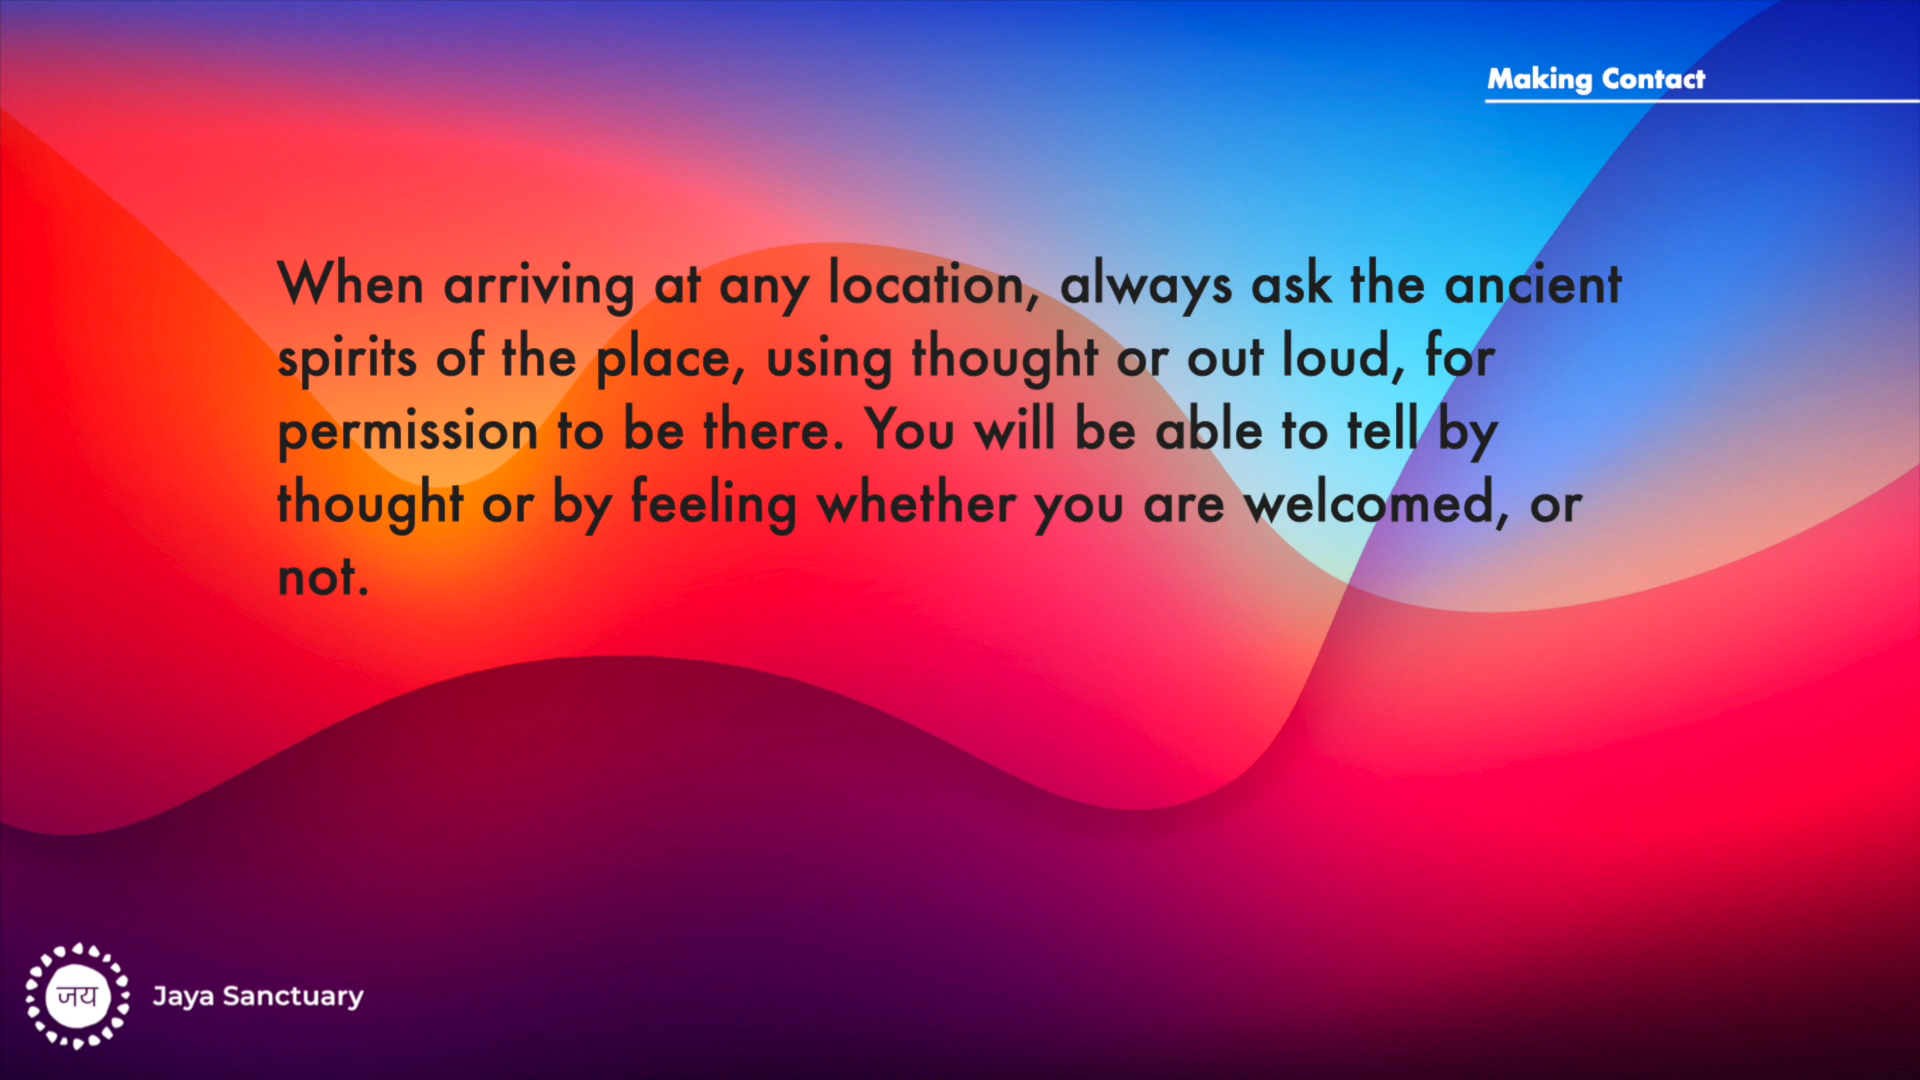 Making Contact
When arriving at any location, always ask the ancient
spirits of the place, using thought or out loud, for
permission to be there. You will be able to tell by
thought or by feeling whether you are welcomed, or
not.
जय
Jaya Sanctuary